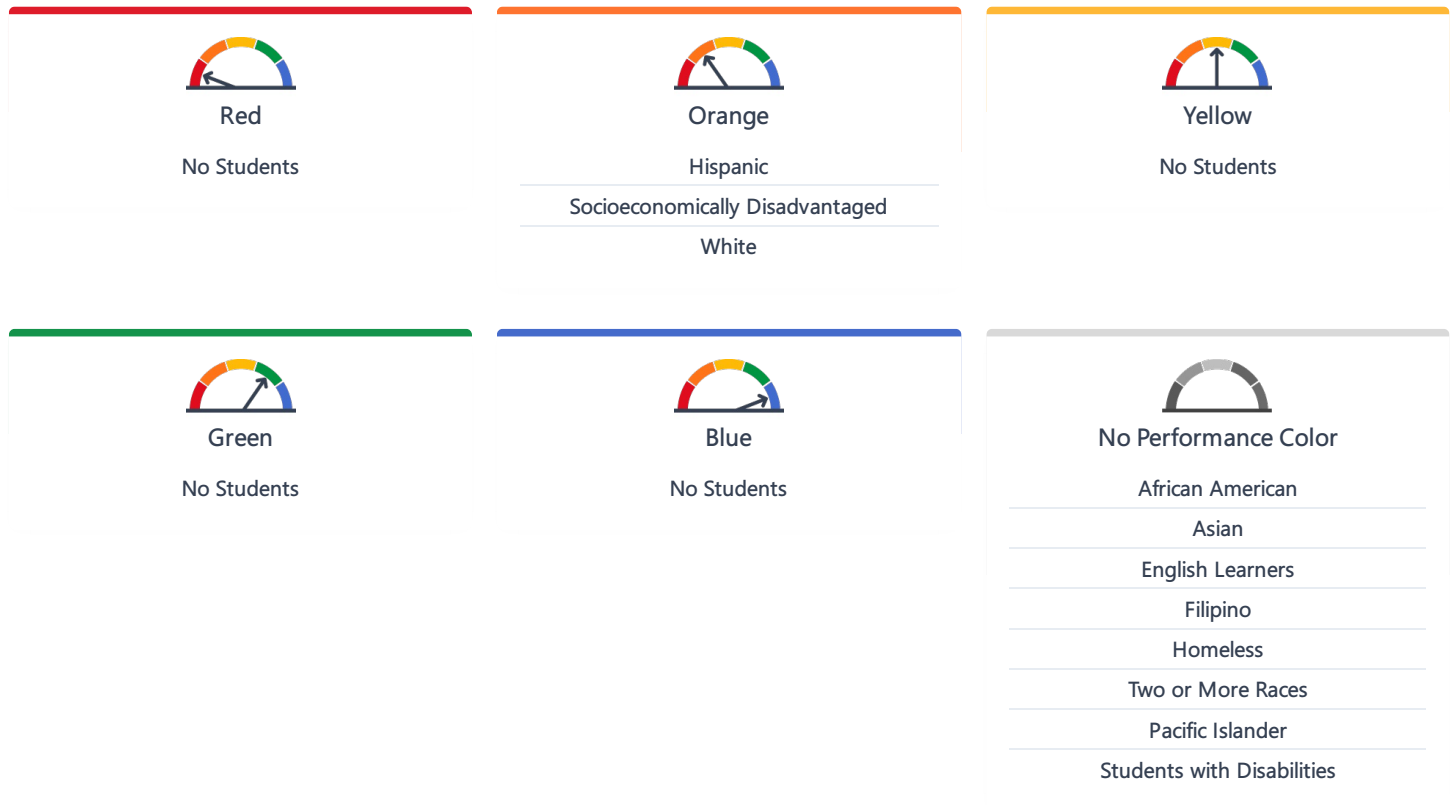 Red
No Students
Orange
Hispanic
Socioeconomically Disadvantaged
White
Yellow
No Students
Green
No Students
Blue
No Students
No Performance Color
African American
Asian
English Learners
Filipino
Homeless
Two or More Races
Pacific Islander
Students with Disabilities